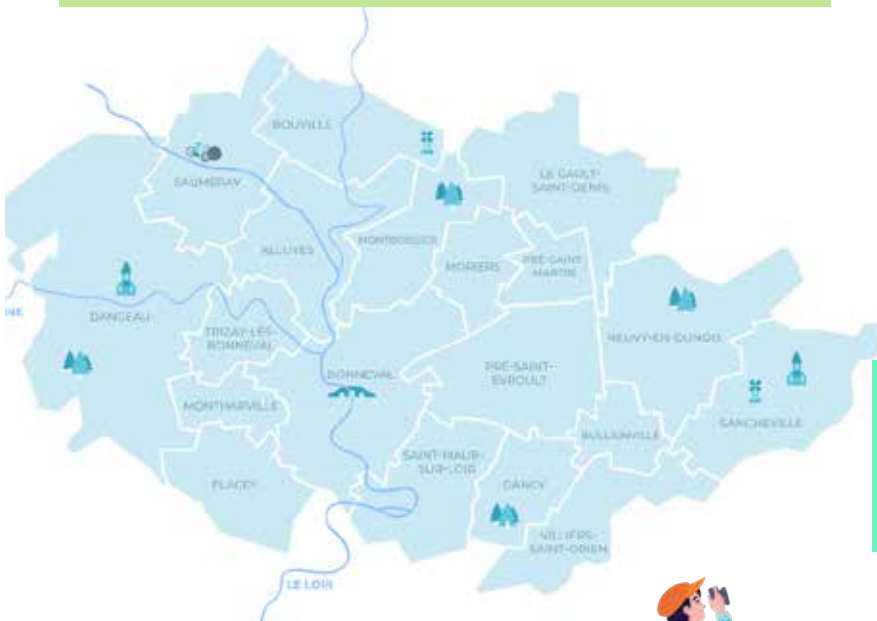 BOUVILLE
SAUMERAY
LE GAULT-
SAINT-DENIS
ALLUYES
MONTBOISSIER
MORIERS
PRÉ-SAINT-
MARTIN
DANGEAU
TRIZAY-LÈS-
BONNEVAL
NEUVY-EN-DUNOIS
BONNEVAL
PRÉ-SAINT-
ÉVROULT
MONTHARVILLE
BULLAINVILLE
SANCHEVILLE
SAINT-MAUR-
SUR-LOIR
FLACEY
DANCY
VILLIERS-
SAINT-ORIEN
LE LOIR